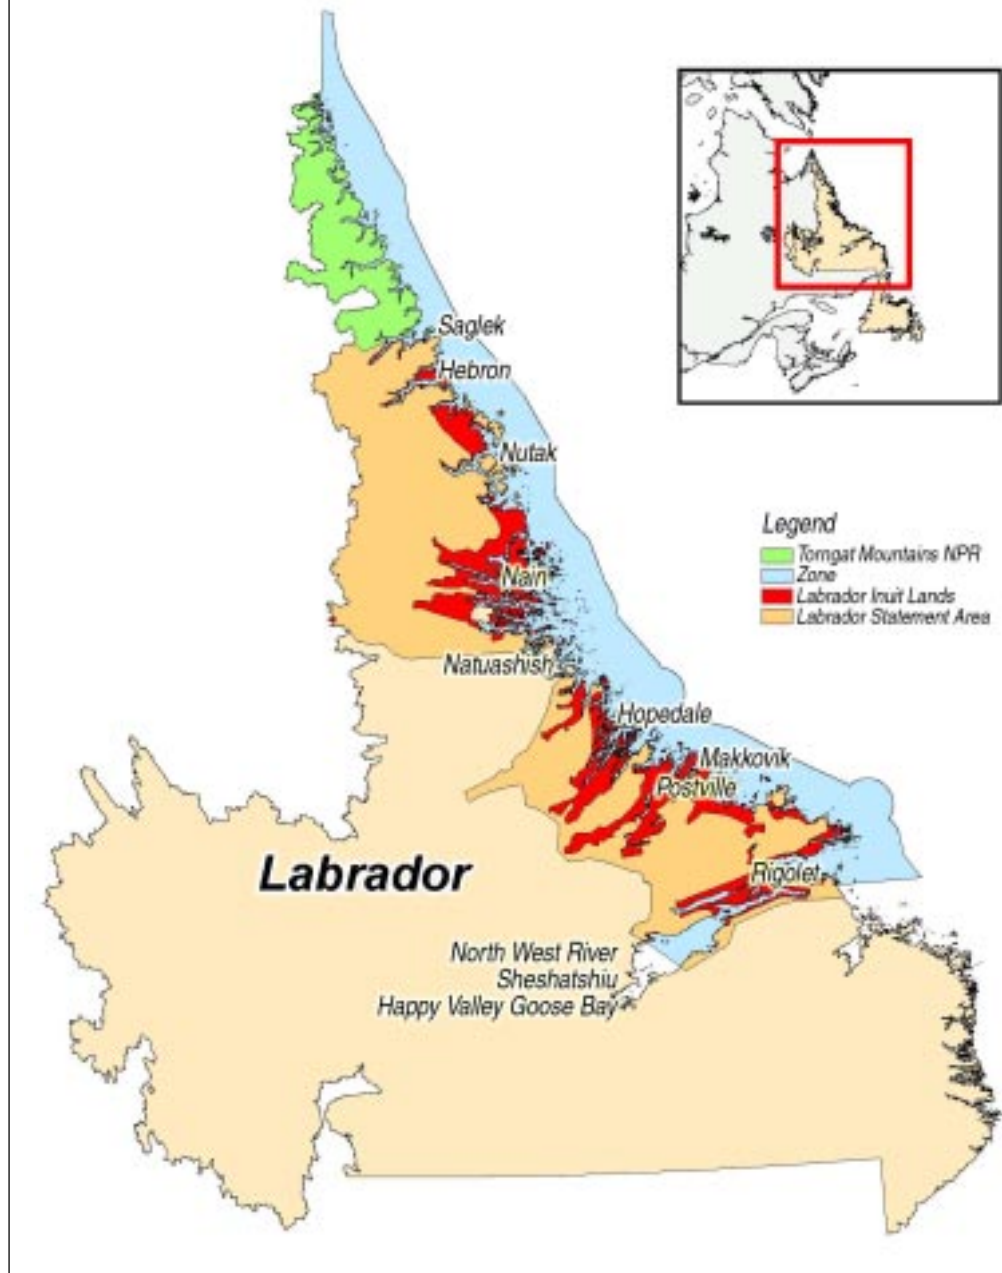 Saglek
Hebron
Nutak
Legend
Torngat Mountains NPR
Zone
Labrador Inuit Lands
Labrador Statement Area
Nain
Natuashish
Hopedale
Makkovik
Postville
Labrador
Rigolet
North West River
Sheshatshiu
Happy Valley Goose Bay